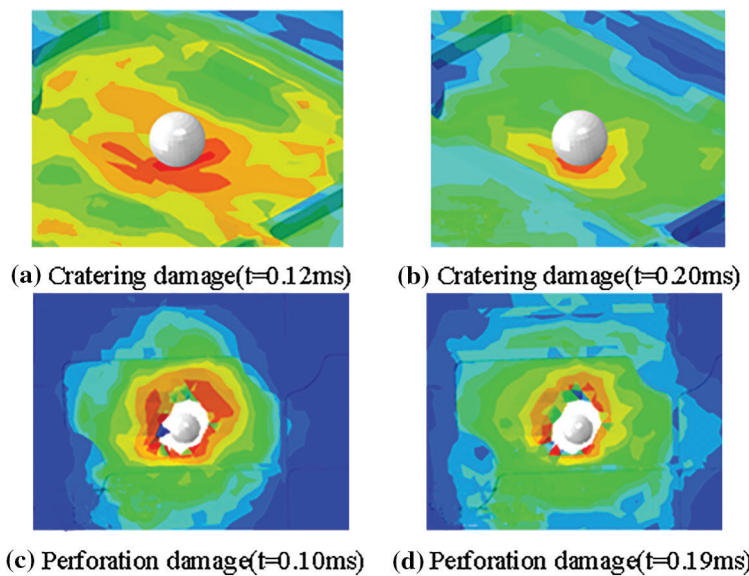 (a) Cratering damage(t=0.12ms)
(b) Cratering damage(t=0.20ms)
(c) Perforation damage(t=0.10ms)
(d) Perforation damage(t=0.19ms)